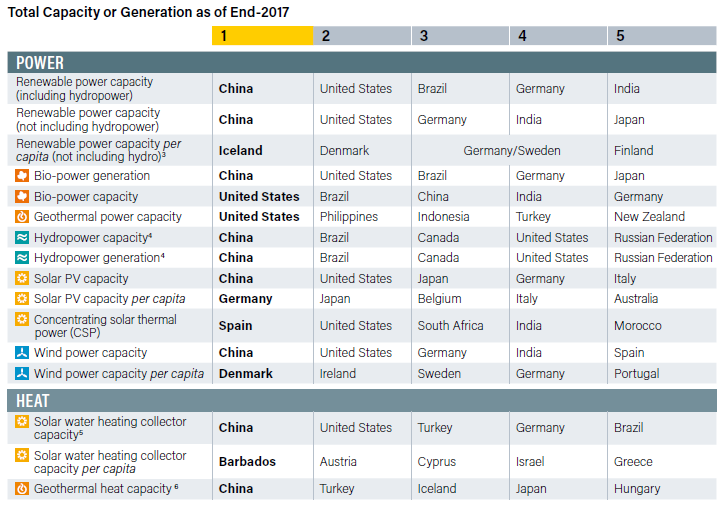 Total Capacity or Generation as of End-2017
1 2 3 4 5
POWER
Renewable power capacity
(including hydropower) China United States Brazil Germany India
Renewable power capacity
(not including hydropower) China United States Germany India Japan
Renewable power capacity per
capita (not including hydro)³ Iceland Denmark Germany/Sweden Finland
Bio-power generation China United States Brazil Germany Japan
Bio-power capacity United States Brazil China India Germany
Geothermal power capacity United States Philippines Indonesia Turkey New Zealand
Hydropower capacity⁴ China Brazil Canada United States Russian Federation
Hydropower generation⁴ China Brazil Canada United States Russian Federation
Solar PV capacity China United States Japan Germany Italy
Solar PV capacity per capita Germany Japan Belgium Italy Australia
Concentrating solar thermal
power (CSP) Spain United States South Africa India Morocco
Wind power capacity China United States Germany India Spain
Wind power capacity per capita Denmark Ireland Sweden Germany Portugal
HEAT
Solar water heating collector
capacity⁵ China United States Turkey Germany Brazil
Solar water heating collector
capacity per capita Barbados Austria Cyprus Israel Greece
Geothermal heat capacity ⁶ China Turkey Iceland Japan Hungary